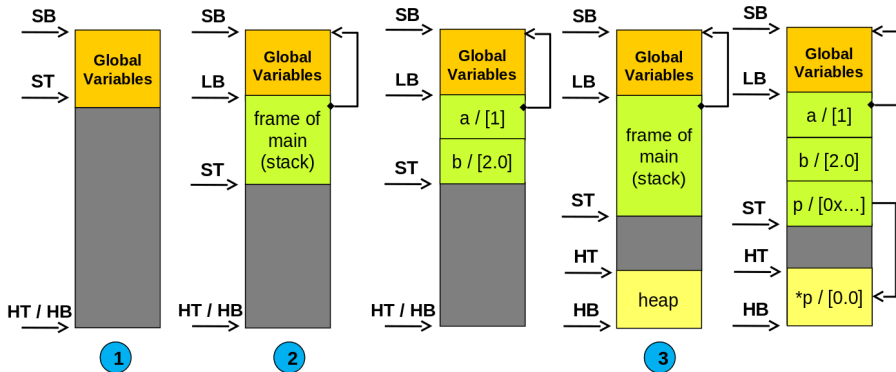 SB
Global
Variables
ST
HT / HB
1
SB
Global
Variables
LB
frame of
main
(stack)
ST
HT / HB
2
SB
Global
Variables
LB
a / [1]
b / [2.0]
ST
HT / HB
SB
Global
Variables
LB
frame of
main
(stack)
ST
HT
heap
HB
3
SB
Global
Variables
LB
a / [1]
b / [2.0]
p / [0x...]
ST
HT
*p / [0.0]
HB